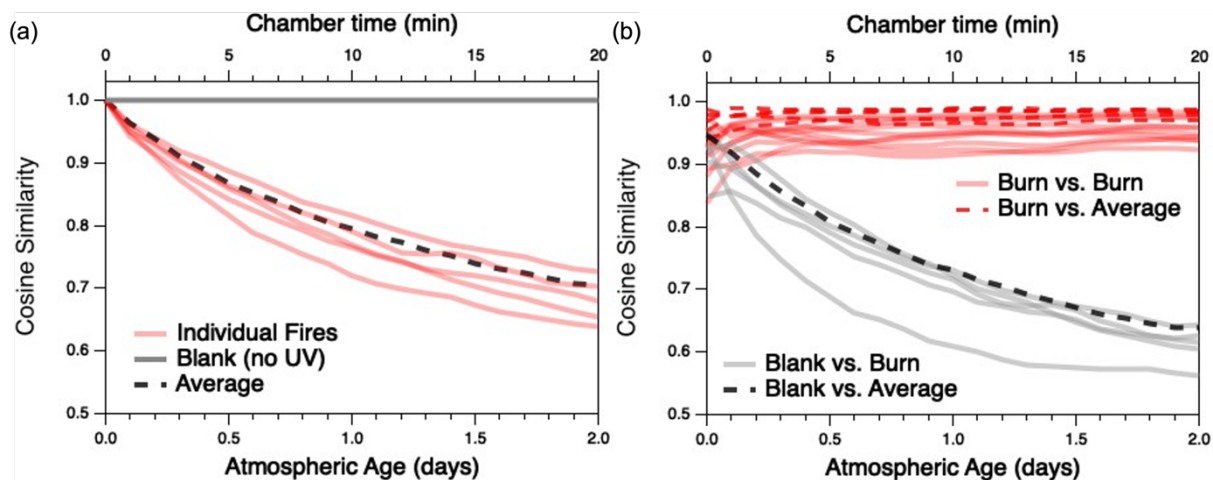 (a)
Chamber time (min)
0 5 10 15 20
1.0
0.9
0.8
0.7
0.6
0.5
Cosine Similarity
Individual Fires
Blank (no UV)
Average
0.0 0.5 1.0 1.5 2.0
Atmospheric Age (days)
(b)
Chamber time (min)
0 5 10 15 20
1.0
0.9
0.8
0.7
0.6
0.5
Cosine Similarity
Burn vs. Burn
Burn vs. Average
Blank vs. Burn
Blank vs. Average
0.0 0.5 1.0 1.5 2.0
Atmospheric Age (days)